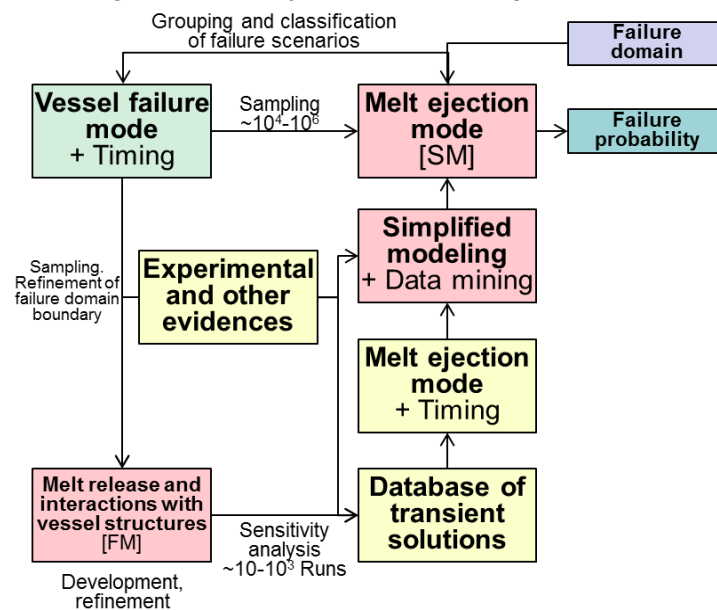 Grouping and classification
of failure scenarios
Failure
domain
Vessel failure
mode
+ Timing
Sampling
~10⁴-10⁶
Melt ejection
mode
[SM]
Failure
probability
Simplified
modeling
+ Data mining
Sampling.
Refinement of
failure domain
boundary
Experimental
and other
evidences
Melt ejection
mode
+ Timing
Melt release and
interactions with
vessel structures
[FM]
Sensitivity
analysis
~10-10³ Runs
Database of
transient
solutions
Development,
refinement